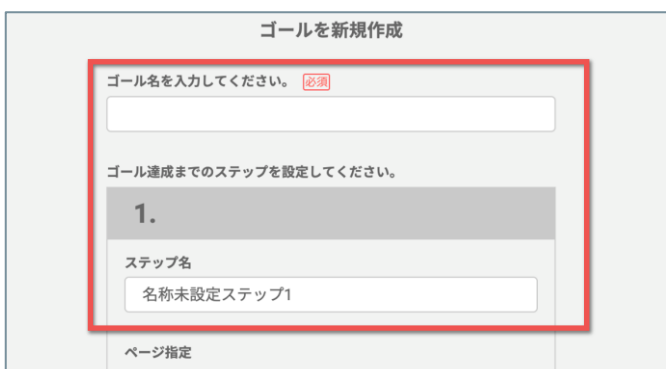 ゴールを新規作成
ゴール名を入力してください。 必須
ゴール達成までのステップを設定してください。
1.
ステップ名
名称未設定ステップ1
ページ指定